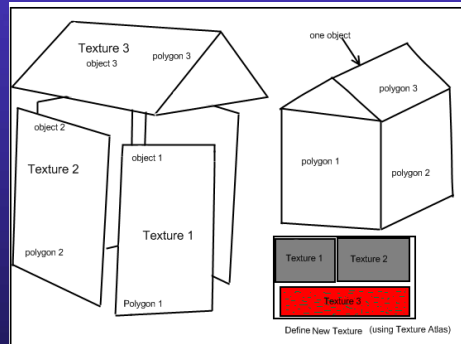 Texture 3
object 3
polygon 3
object 2
Texture 2
polygon 2
object 1
Texture 1
Polygon 1
one object
polygon 3
polygon 1
polygon 2
Texture 1
Texture 2
Texture 3
Define New Texture (using Texture Atlas)